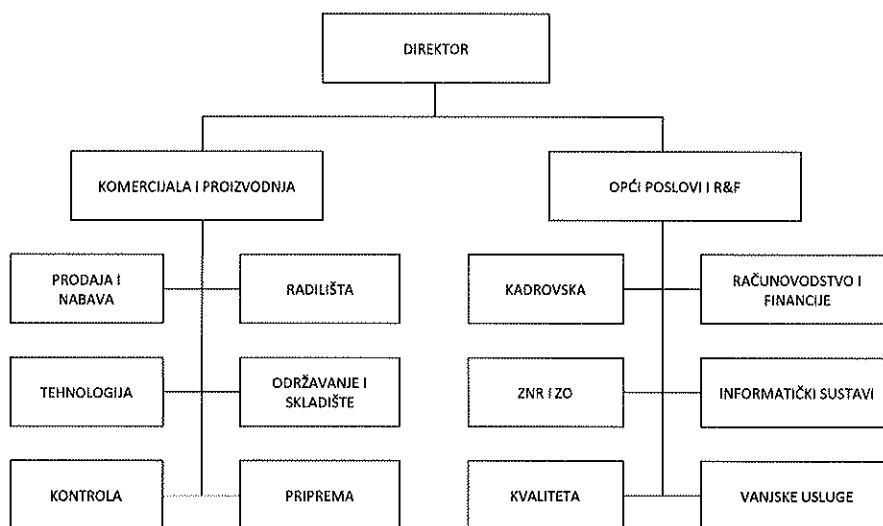 DIREKTOR
KOMERCIJALA I PROIZVODNJA
OPĆI POSLOVI I R&F
PRODAJA I
NABAVA
RADILIŠTA
KADROVSKA
RAČUNOVODSTVO I
FINANCIJE
TEHNOLOGIJA
ODRŽAVANJE I
SKLADIŠTE
ZNR I ZO
INFORMATIČKI SUSTAVI
KONTROLA
PRIPREMA
KVALITETA
VANJSKE USLUGE